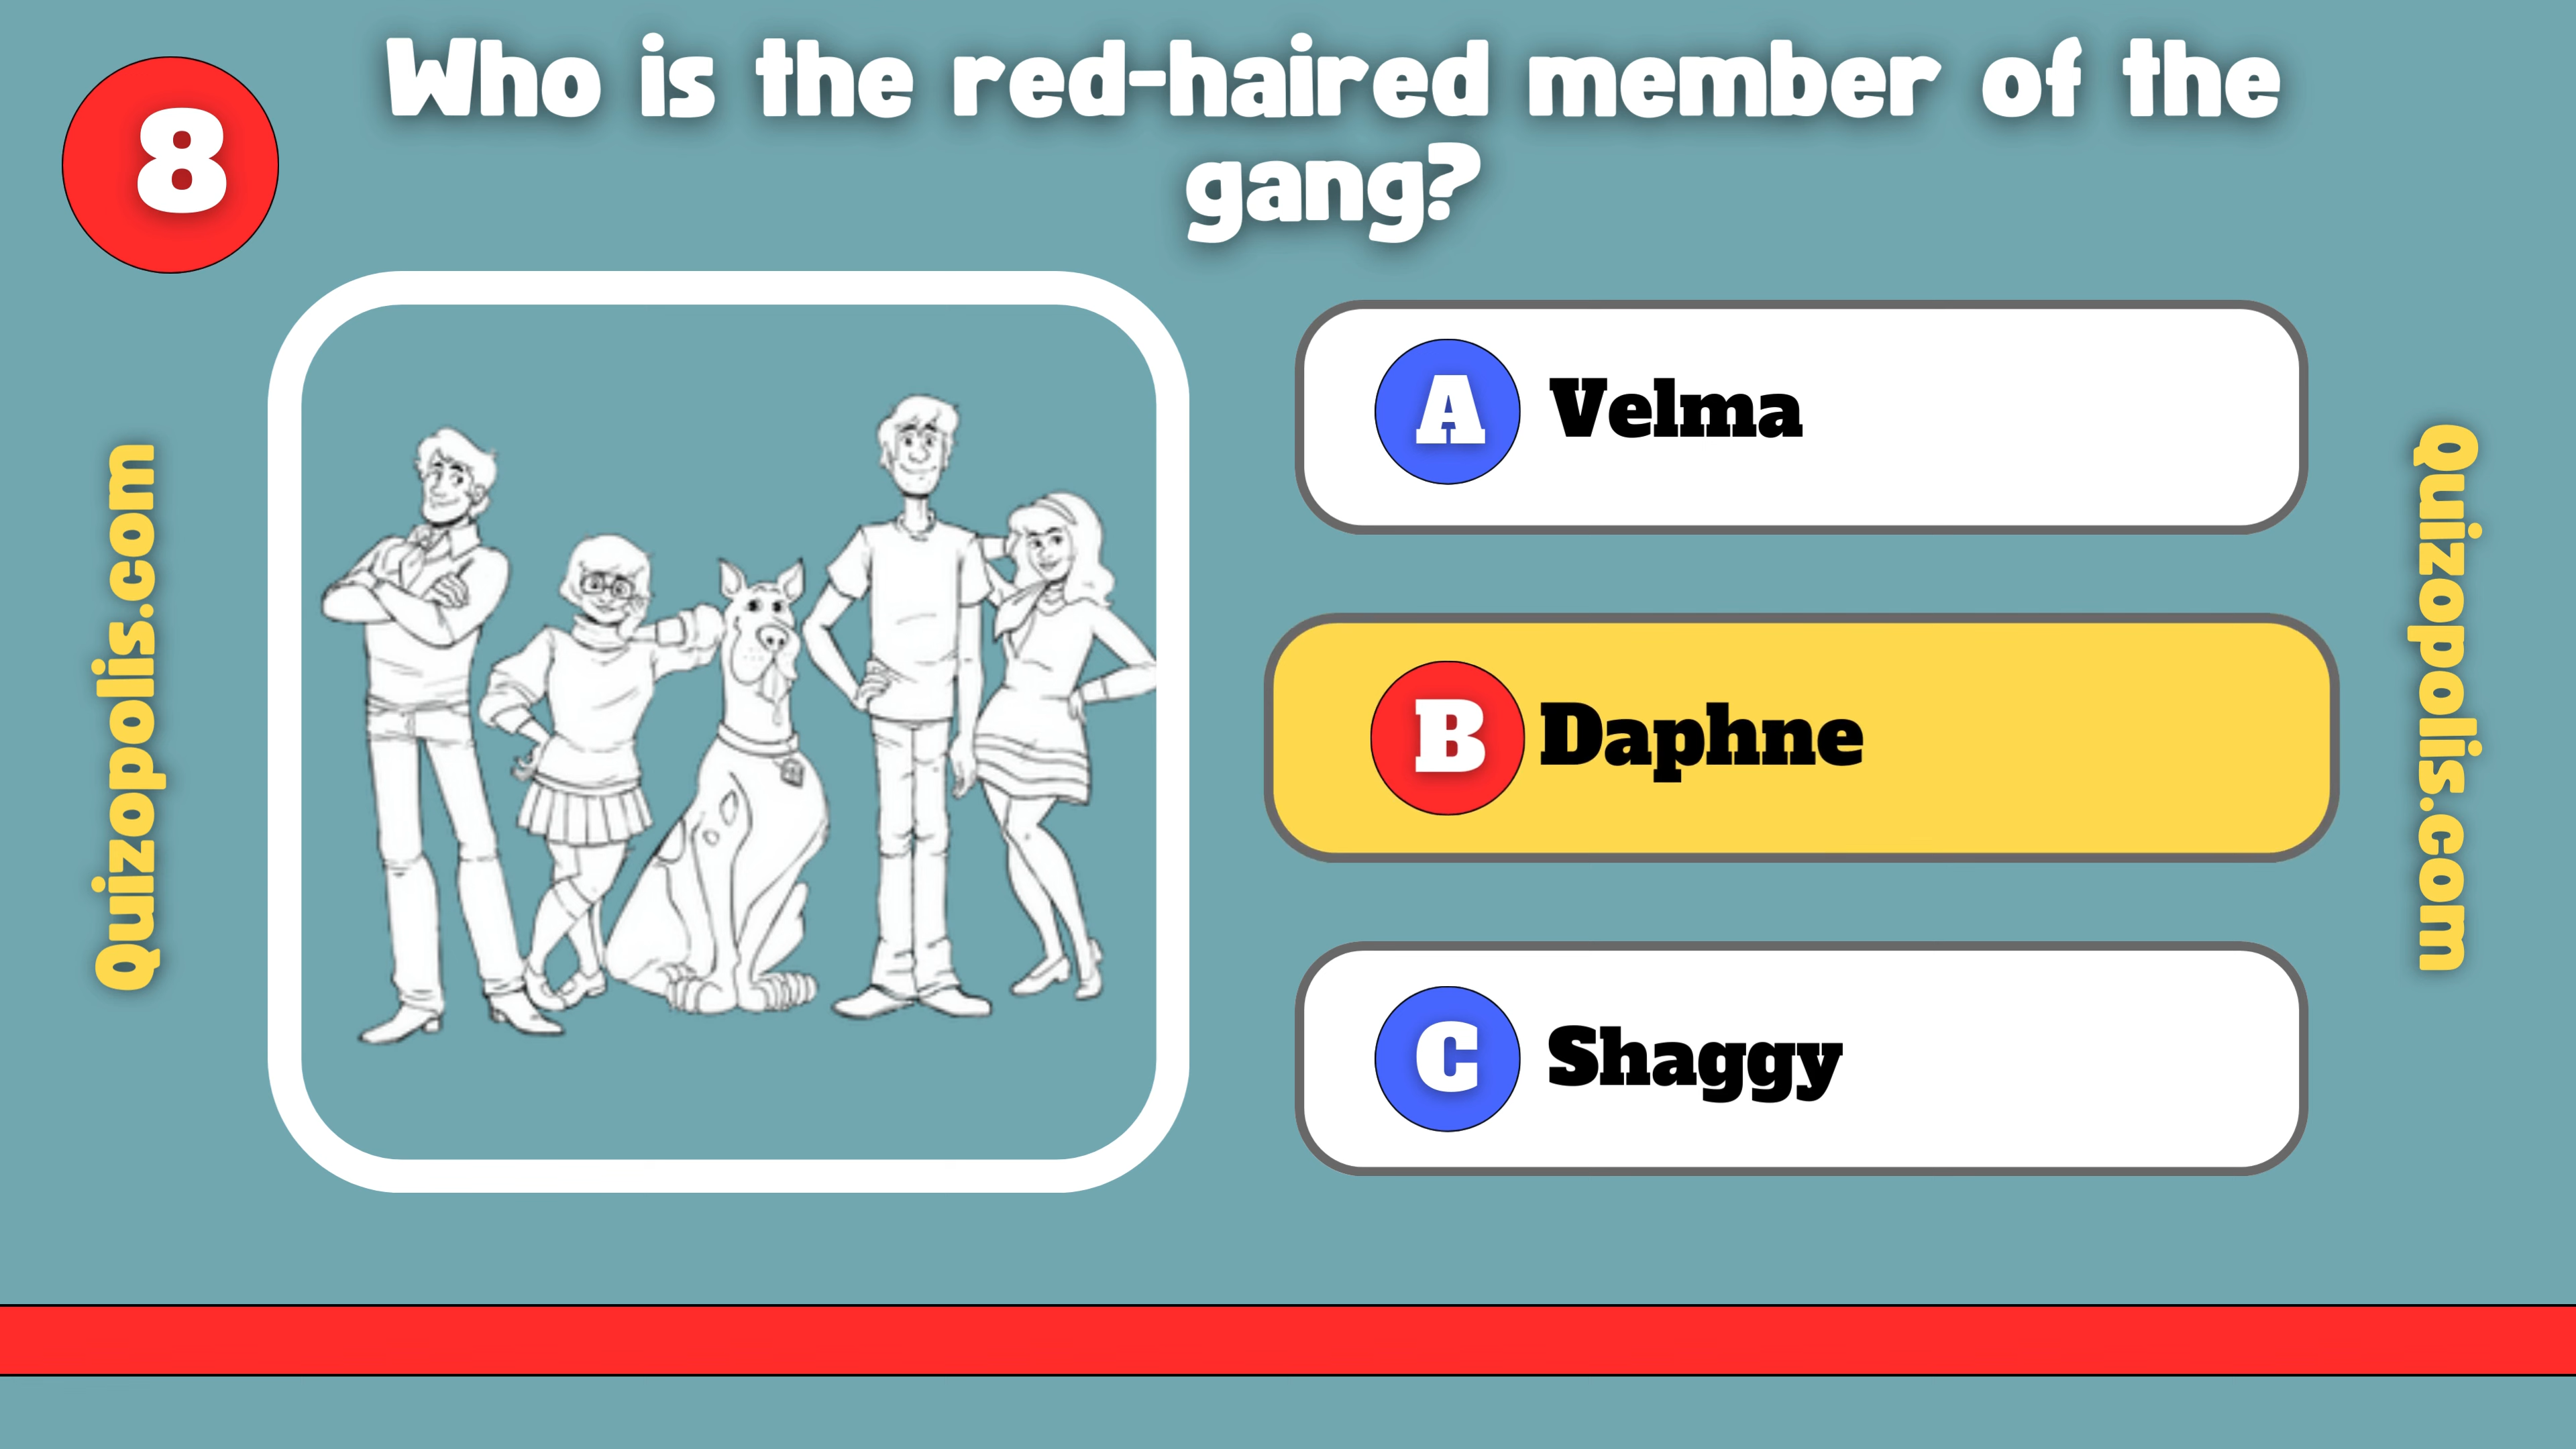 8
Who is the red-haired member of the
gang?
Quizopolis.com
A Velma
B Daphne
C Shaggy
Quizopolis.com